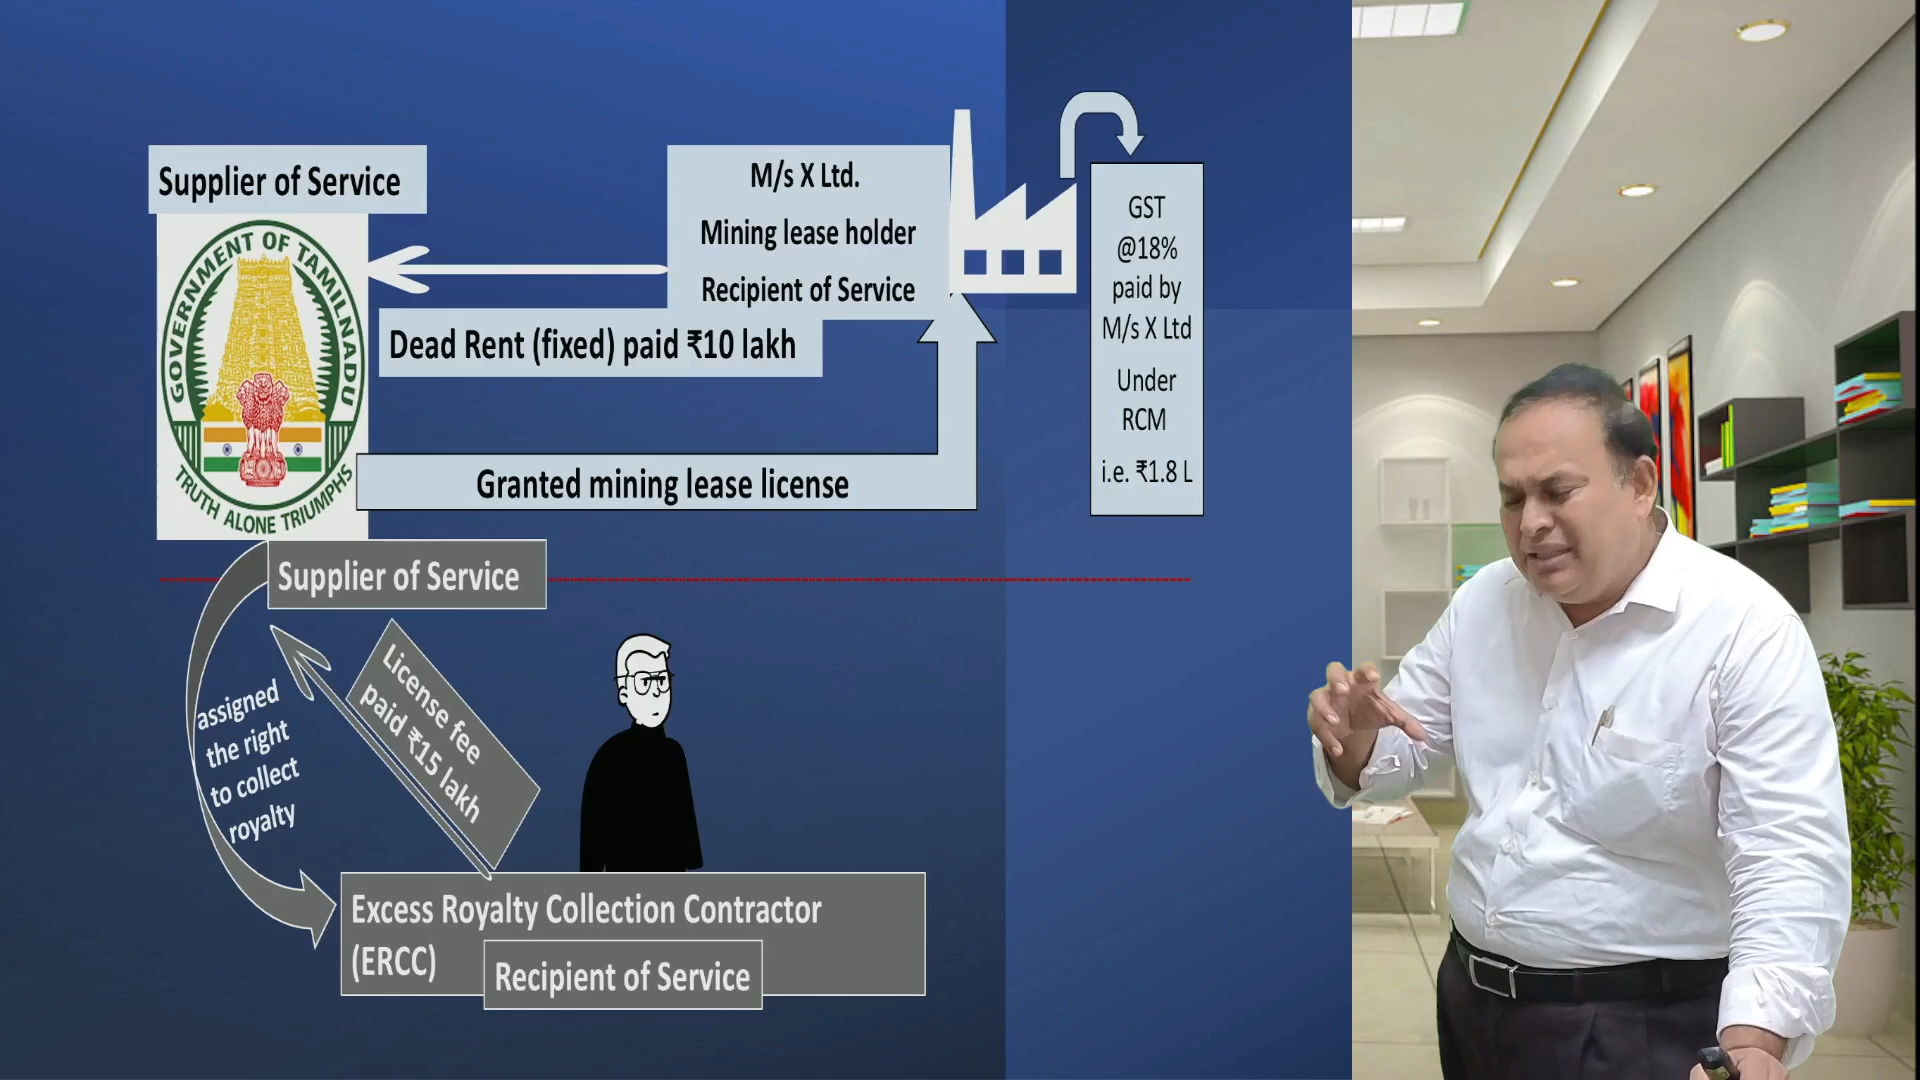 Supplier of Service
GOVERNMENT OF TAMILNADU
TRUTH ALONE TRIUMPHS
M/s X Ltd.
Mining lease holder
Recipient of Service
Dead Rent (fixed) paid ₹10 lakh
Granted mining lease license
GST
@18%
paid by
M/s X Ltd
Under
RCM
i.e. ₹1.8 L
Supplier of Service
assigned
the right
to collect
royalty
License fee
paid ₹15 lakh
Excess Royalty Collection Contractor
(ERCC)
Recipient of Service